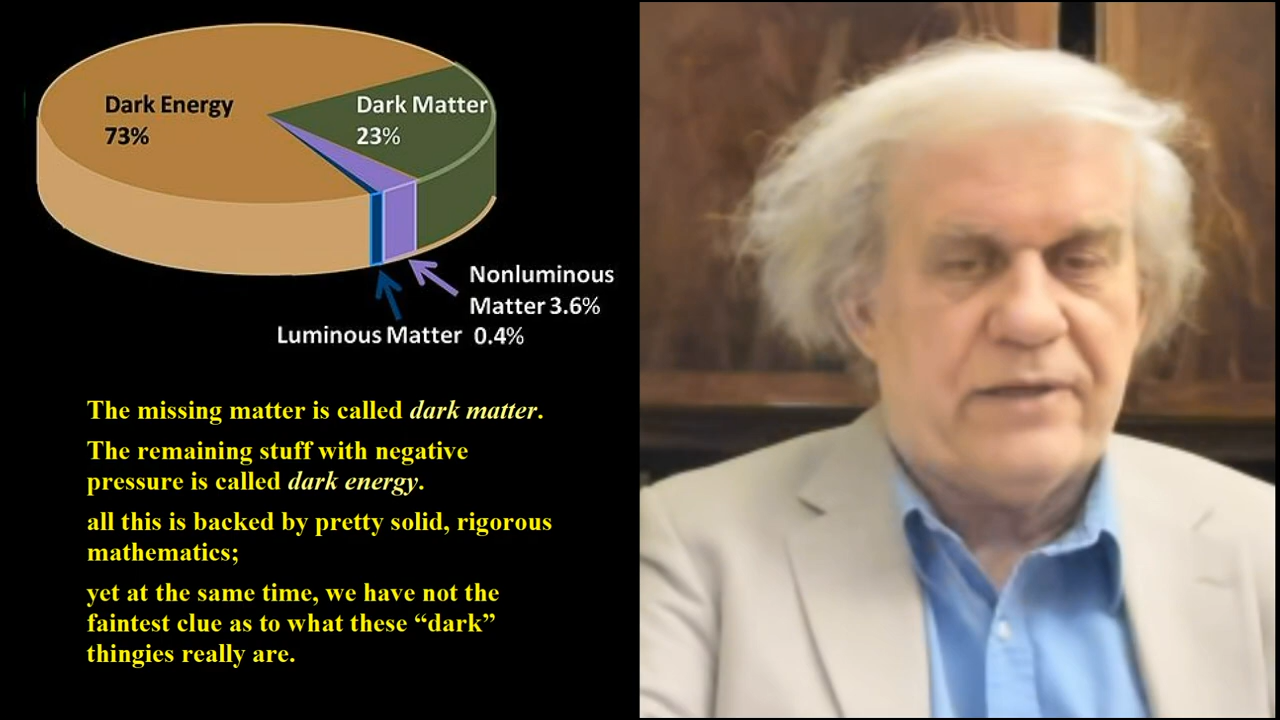 Dark Energy
73%
Dark Matter
23%
Nonluminous
Matter 3.6%
Luminous Matter 0.4%
The missing matter is called dark matter.
The remaining stuff with negative
pressure is called dark energy.
all this is backed by pretty solid, rigorous
mathematics;
yet at the same time, we have not the
faintest clue as to what these “dark”
thingies really are.